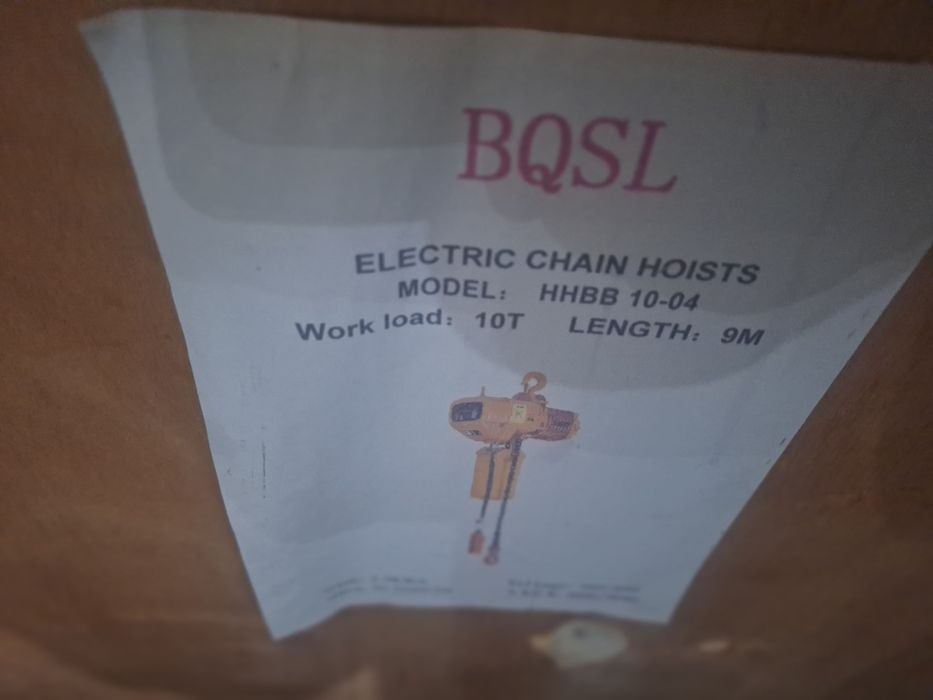 BQSL
ELECTRIC CHAIN HOISTS
MODEL： HHBB 10-04
Work load：10T LENGTH：9M